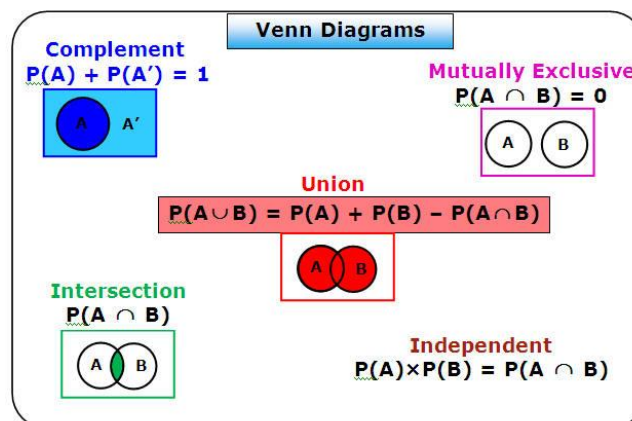 Venn Diagrams
Complement
P(A) + P(A’) = 1
A A’
Mutually Exclusive
P(A ∩ B) = 0
A B
Union
P(A∪B) = P(A) + P(B) – P(A∩B)
A B
Intersection
P(A ∩ B)
A B
Independent
P(A)×P(B) = P(A ∩ B)